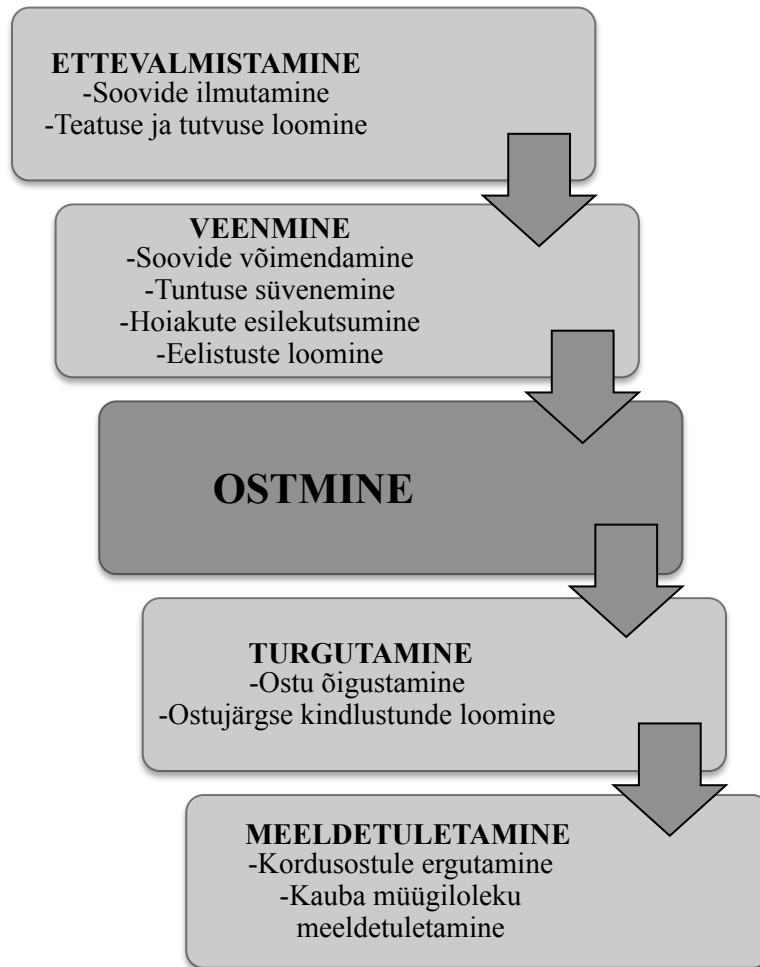 ETTEVALMISTAMINE
-Soovide ilmutamine
-Teatuse ja tutvuse loomine
VEENMINE
-Soovide võimendamine
-Tuntuse süvenemine
-Hoiakute esilekutsumine
-Eelistuste loomine
OSTMINE
TURGUTAMINE
-Ostu õigustamine
-Ostujärgse kindlustunde loomine
MEELDETULETAMINE
-Kordusostule ergutamine
-Kauba müügiloleku
meeldetuletamine